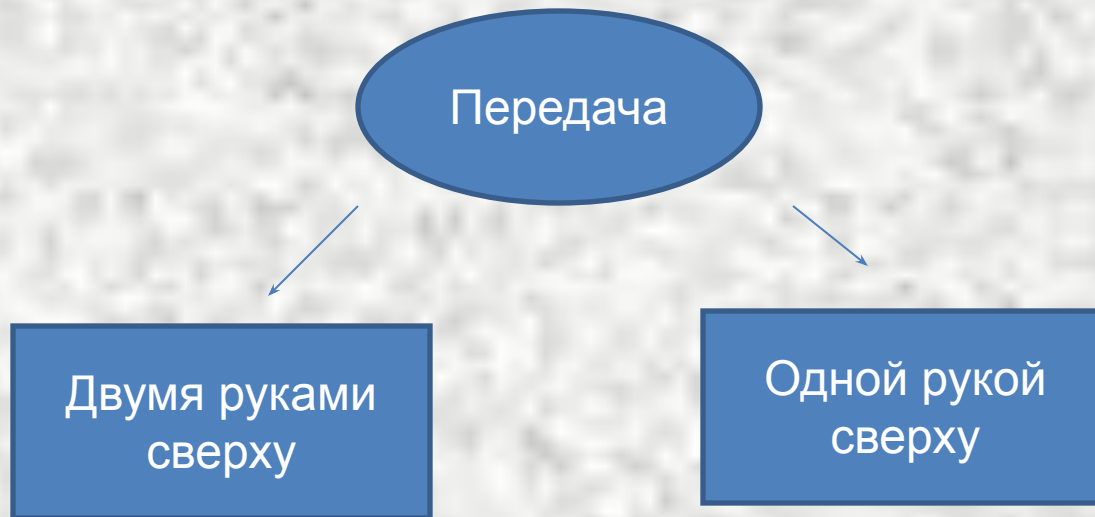 Передача
Двумя руками
сверху
Одной рукой
сверху